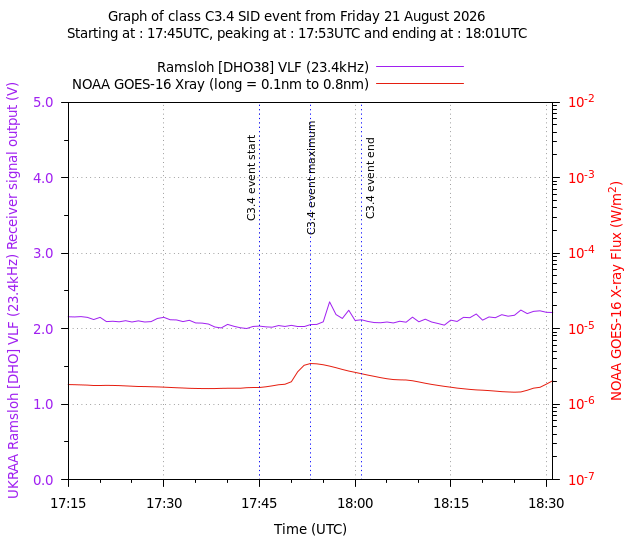 Graph of class C3.4 SID event from Friday 21 August 2026
Starting at : 17:45UTC, peaking at : 17:53UTC and ending at : 18:01UTC
Ramsloh [DHO38] VLF (23.4kHz)
NOAA GOES-16 Xray (long = 0.1nm to 0.8nm)
UKRAA Ramsloh [DHO] VLF (23.4kHz) Receiver signal output (V)
5.0
4.0
3.0
2.0
1.0
0.0
C3.4 event start
C3.4 event maximum
C3.4 event end
10-2
10-3
10-4
10-5
10-6
10-7
NOAA GOES-16 X-ray Flux (W/m2)
17:15
17:30
17:45
18:00
18:15
18:30
Time (UTC)